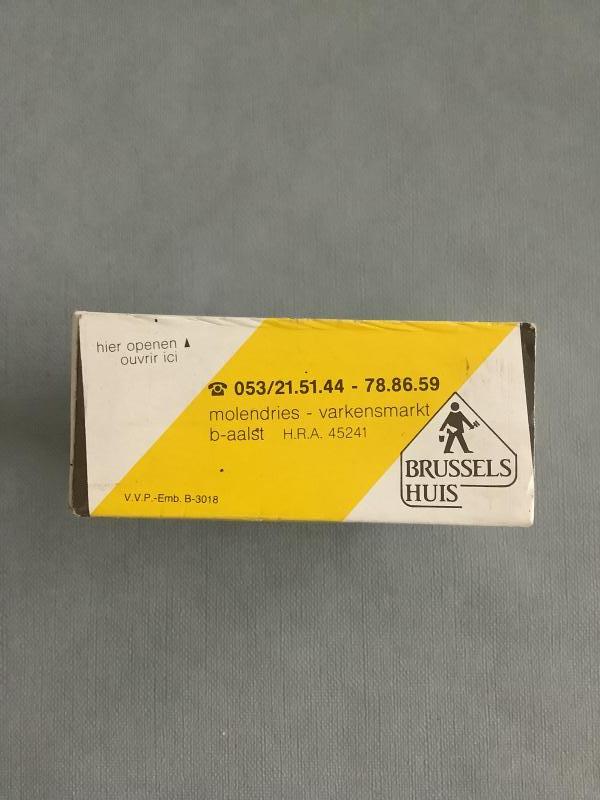 hier openen ▲
ouvrir ici
☎ 053/21.51.44 - 78.86.59
molendries - varkensmarkt
b-aalst H.R.A. 45241
BRUSSELS
HUIS
V.V.P.-Emb. B-3018